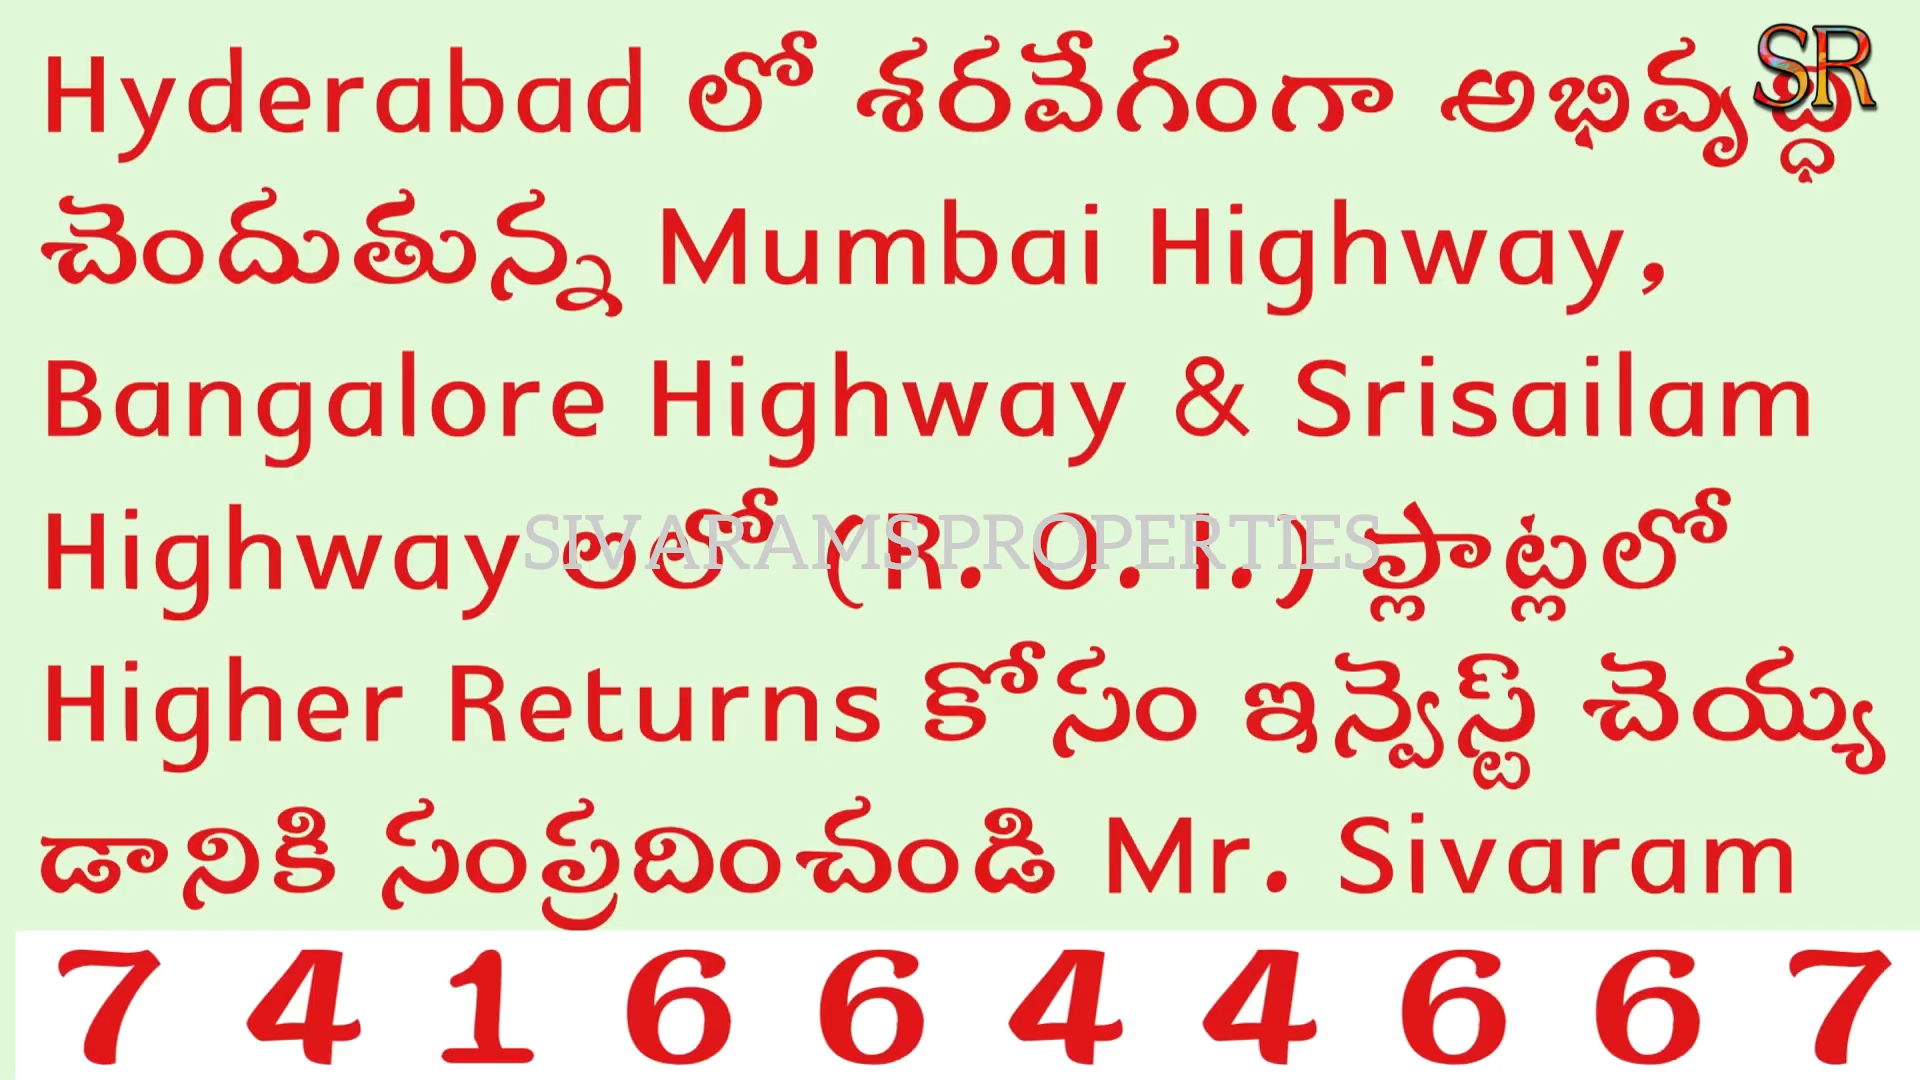 Hyderabad లో శరవేగంగా అభివృద్ధి
SR
చెందుతున్న Mumbai Highway,
Bangalore Highway & Srisailam
Highway లలో (R. O. I.) ప్లాట్లలో
SIVARAMS PROPERTIES
Higher Returns కోసం ఇన్వెస్ట్ చెయ్య
డానికి సంప్రదించండి Mr. Sivaram
7 4 1 6 6 4 4 6 6 7